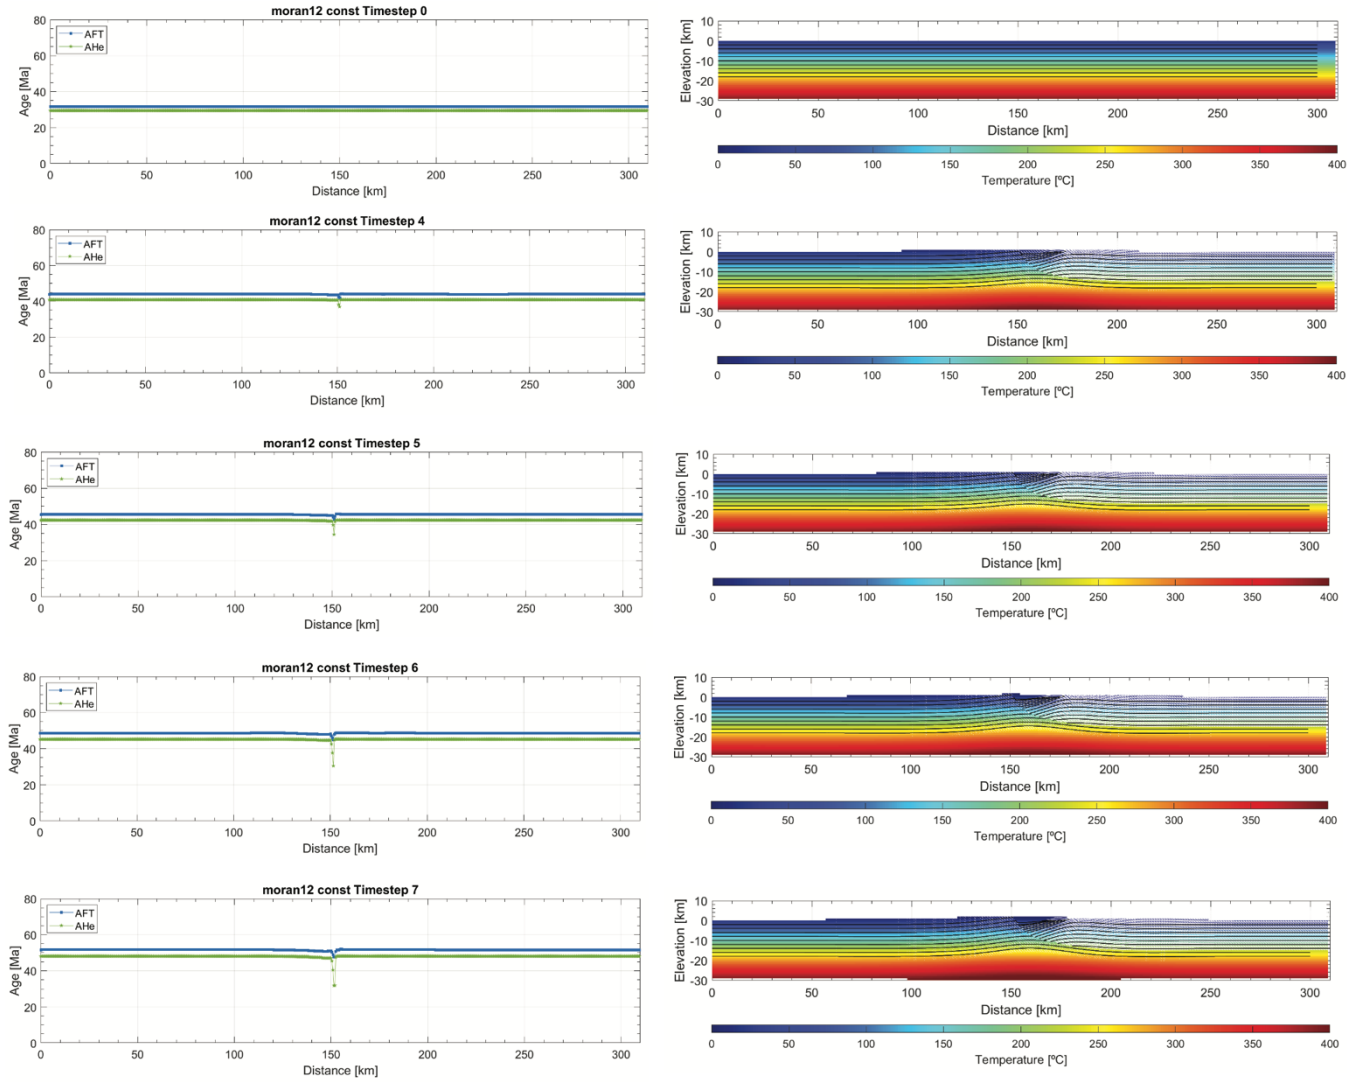 moran12 const Timestep 0
AFT
AHe
Age [Ma]
80
60
40
20
0
0 50 100 150 200 250 300
Distance [km]
Elevation [km]
10
0
-10
-20
-30
0 50 100 150 200 250 300
Distance [km]
0 50 100 150 200 250 300 350 400
Temperature [ºC]
moran12 const Timestep 4
AFT
AHe
Age [Ma]
80
60
40
20
0
0 50 100 150 200 250 300
Distance [km]
Elevation [km]
10
0
-10
-20
-30
0 50 100 150 200 250 300
Distance [km]
0 50 100 150 200 250 300 350 400
Temperature [ºC]
moran12 const Timestep 5
AFT
AHe
Age [Ma]
80
60
40
20
0
0 50 100 150 200 250 300
Distance [km]
Elevation [km]
10
0
-10
-20
-30
0 50 100 150 200 250 300
Distance [km]
0 50 100 150 200 250 300 350 400
Temperature [ºC]
moran12 const Timestep 6
AFT
AHe
Age [Ma]
80
60
40
20
0
0 50 100 150 200 250 300
Distance [km]
Elevation [km]
10
0
-10
-20
-30
0 50 100 150 200 250 300
Distance [km]
0 50 100 150 200 250 300 350 400
Temperature [ºC]
moran12 const Timestep 7
AFT
AHe
Age [Ma]
80
60
40
20
0
0 50 100 150 200 250 300
Distance [km]
Elevation [km]
10
0
-10
-20
-30
0 50 100 150 200 250 300
Distance [km]
0 50 100 150 200 250 300 350 400
Temperature [ºC]